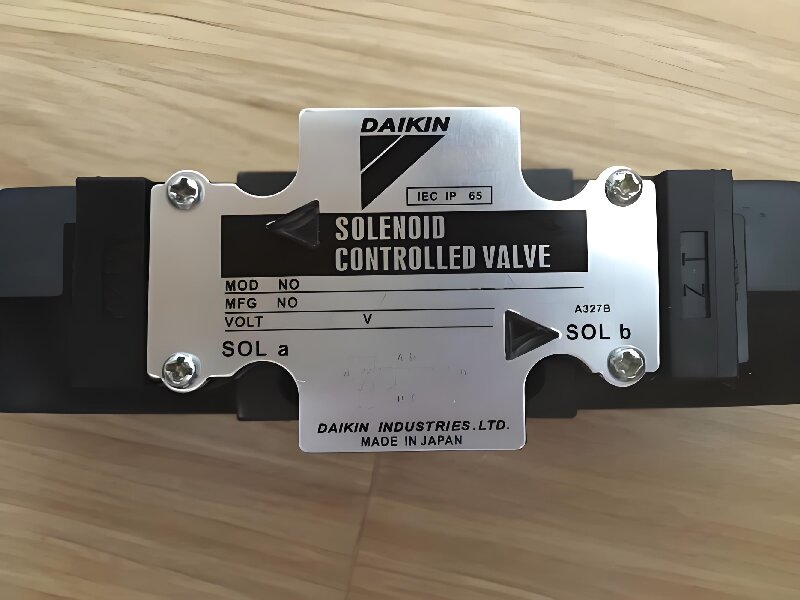 DAIKIN
IEC IP 65
SOLENOID
CONTROLLED VALVE
MOD NO
MFG NO
VOLT V
A327B
SOL a
SOL b
DAIKIN INDUSTRIES.LTD.
MADE IN JAPAN